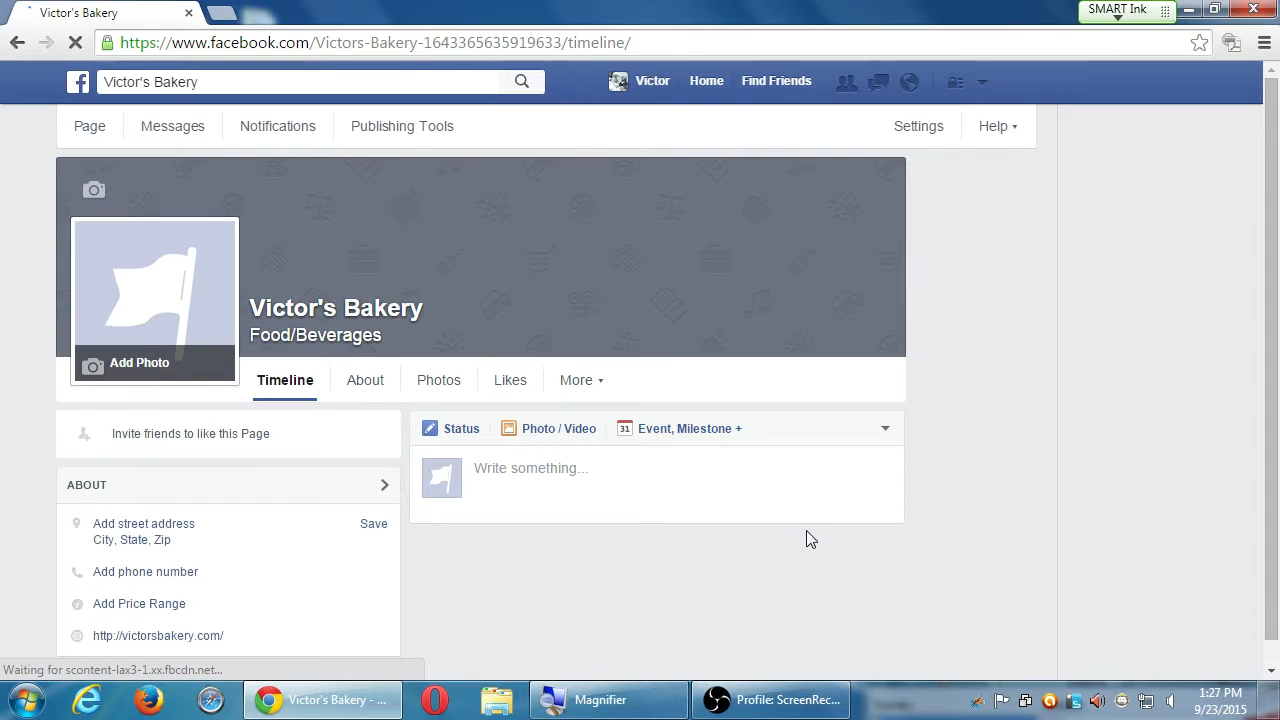 Victor's Bakery
SMART Ink
https://www.facebook.com/Victors-Bakery-1643365635919633/timeline/
Victor's Bakery
Victor
Home
Find Friends
Page
Messages
Notifications
Publishing Tools
Settings
Help
Victor's Bakery
Food/Beverages
Add Photo
Timeline
About
Photos
Likes
More
Invite friends to like this Page
Status
Photo / Video
31
Event, Milestone +
Write something...
ABOUT
Add street address
Save
City, State, Zip
Add phone number
Add Price Range
http://victorsbakery.com/
Waiting for scontent-lax3-1.xx.fbcdn.net...
Victor's Bakery - ...
Magnifier
Profile: ScreenRec...
1:27 PM
9/23/2015